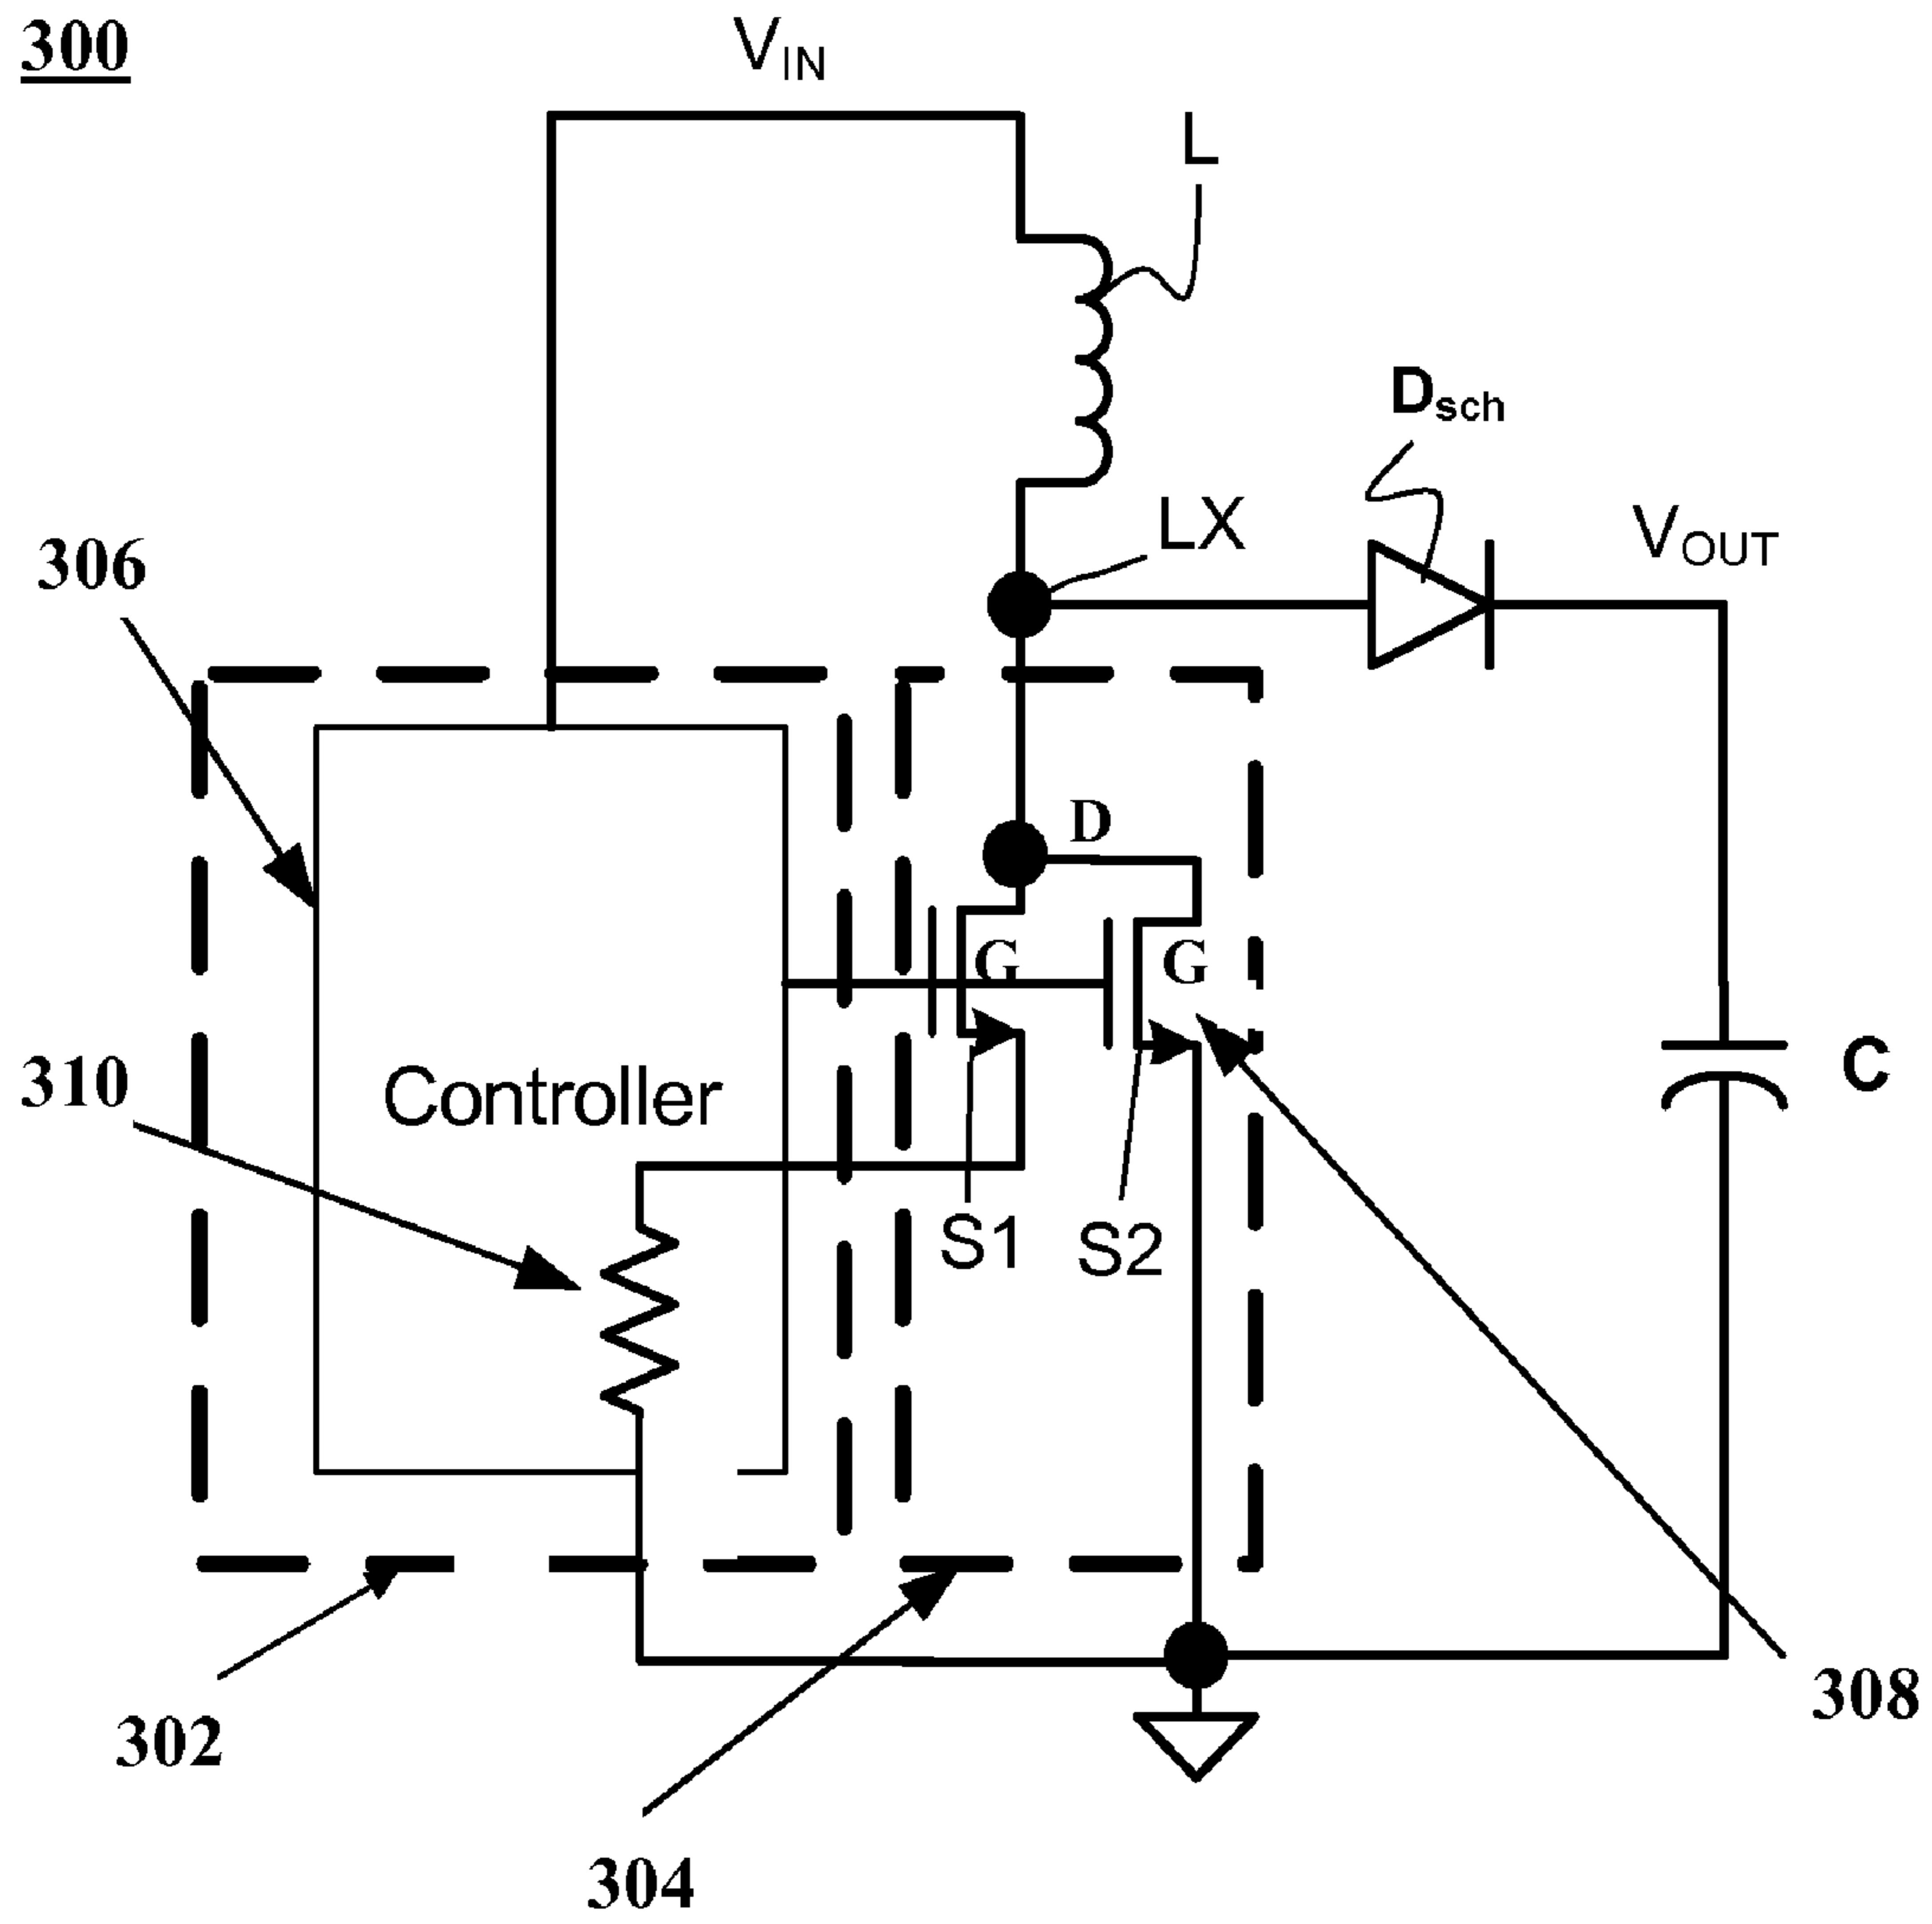 300
VIN
L
Dsch
LX
VOUT
306
D
G
G
310
Controller
C
S1
S2
308
302
304